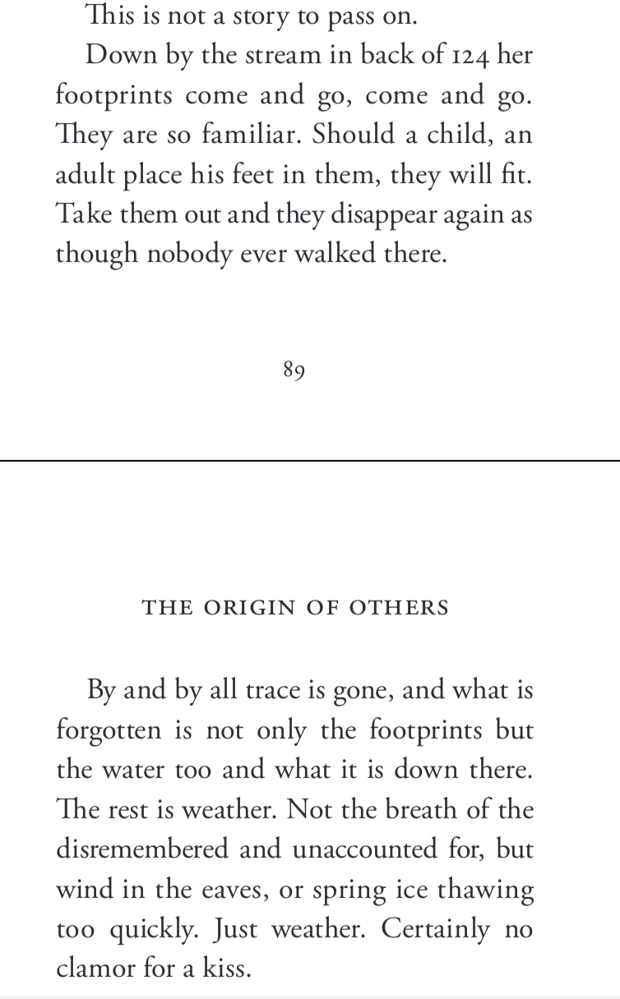 This is not a story to pass on.
Down by the stream in back of 124 her
footprints come and go, come and go.
They are so familiar. Should a child, an
adult place his feet in them, they will fit.
Take them out and they disappear again as
though nobody ever walked there.
89
THE ORIGIN OF OTHERS
By and by all trace is gone, and what is
forgotten is not only the footprints but
the water too and what it is down there.
The rest is weather. Not the breath of the
disremembered and unaccounted for, but
wind in the eaves, or spring ice thawing
too quickly. Just weather. Certainly no
clamor for a kiss.